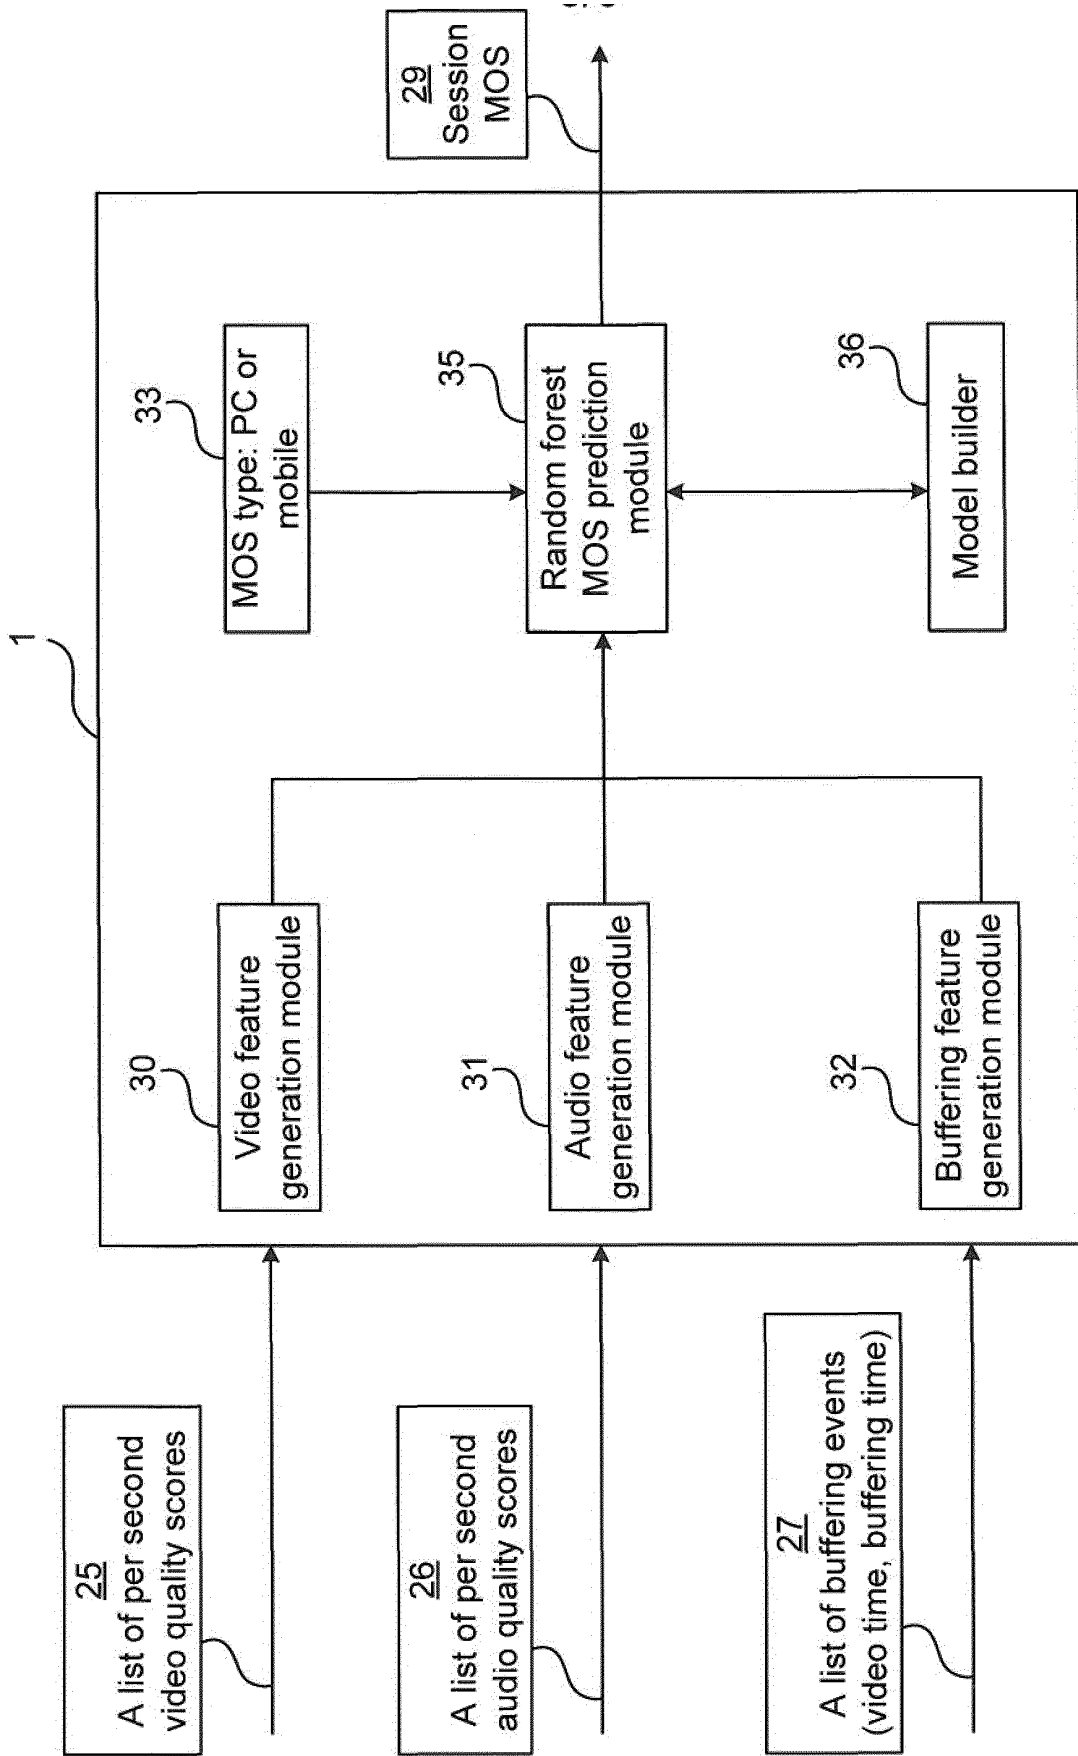 25
A list of per second
video quality scores
26
A list of per second
audio quality scores
27
A list of buffering events
(video time, buffering time)
1
30
Video feature
generation module
31
Audio feature
generation module
32
Buffering feature
generation module
33
MOS type: PC or
mobile
35
Random forest
MOS prediction
module
36
Model builder
29
Session
MOS